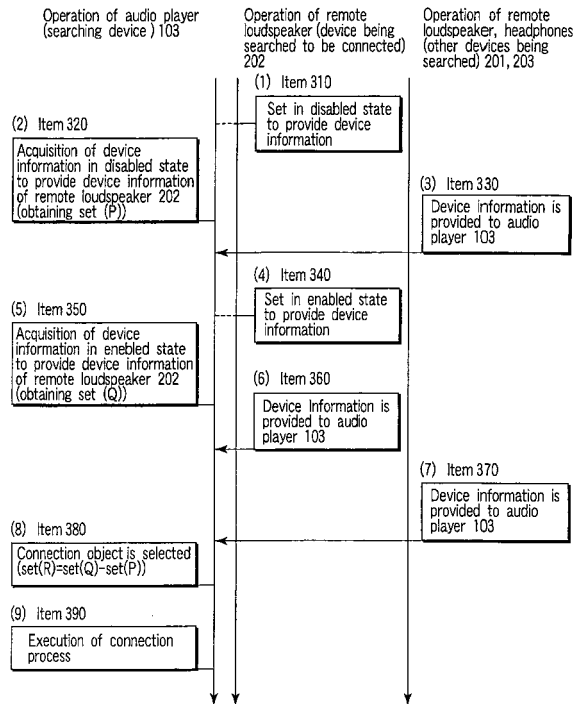 Operation of audio player
(searching device) 103
Operation of remote
loudspeaker (device being
searched to be connected)
202
Operation of remote
loudspeaker, headphones
(other devices being
searched) 201, 203
(1) Item 310
Set in disabled state
to provide device
information
(2) Item 320
Acquisition of device
information in disabled state
to provide device information
of remote loudspeaker 202
(obtaining set (P))
(3) Item 330
Device information is
provided to audio
player 103
(4) Item 340
Set in enabled state
to provide device
information
(5) Item 350
Acquisition of device
information in enebled state
to provide device information
of remote loudspeaker 202
(obtaining set (Q))
(6) Item 360
Device Information is
provided to audio
player 103
(7) Item 370
Device information is
provided to audio
player 103
(8) Item 380
Connection object is selected
(set(R)=set(Q)-set(P))
(9) Item 390
Execution of connection
process